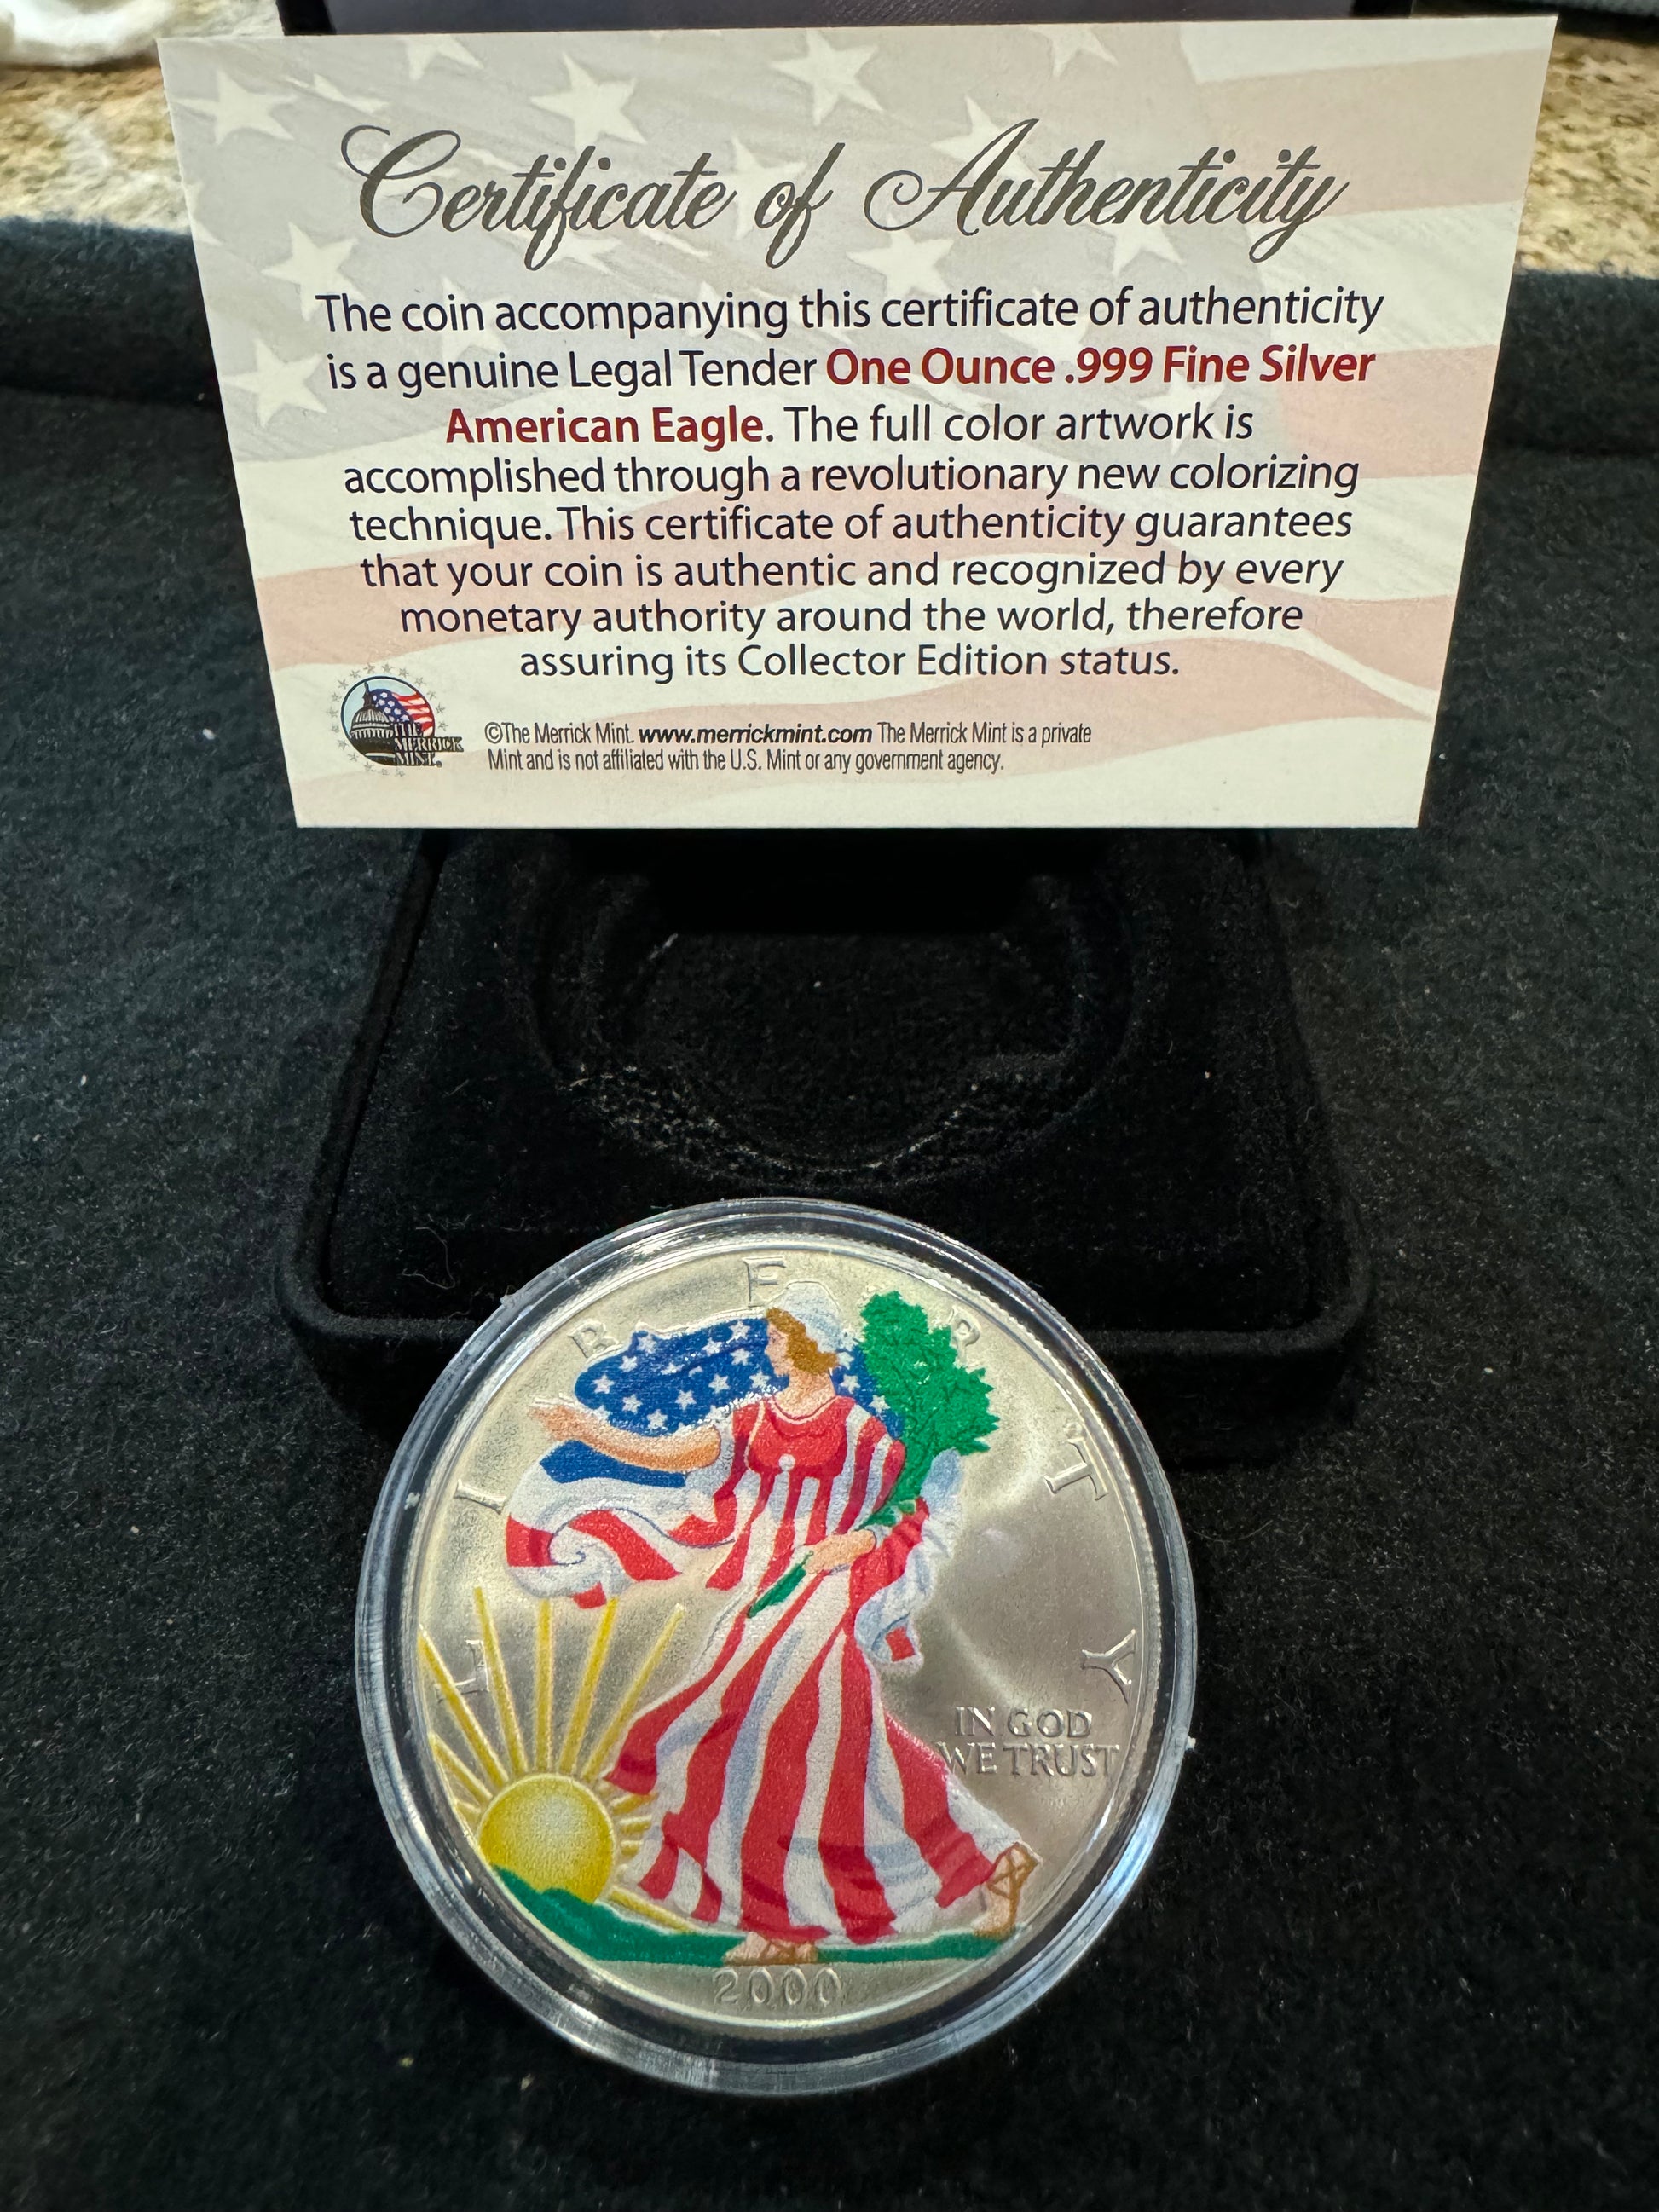 Certificate of Authenticity
The coin accompanying this certificate of authenticity
is a genuine Legal Tender One Ounce .999 Fine Silver
American Eagle. The full color artwork is
accomplished through a revolutionary new colorizing
technique. This certificate of authenticity guarantees
that your coin is authentic and recognized by every
monetary authority around the world, therefore
assuring its Collector Edition status.
THE
MERRICK
MINT.
©The Merrick Mint. www.merrickmint.com The Merrick Mint is a private
Mint and is not affiliated with the U.S. Mint or any government agency.
LIBERTY
IN GOD
WE TRUST
2000